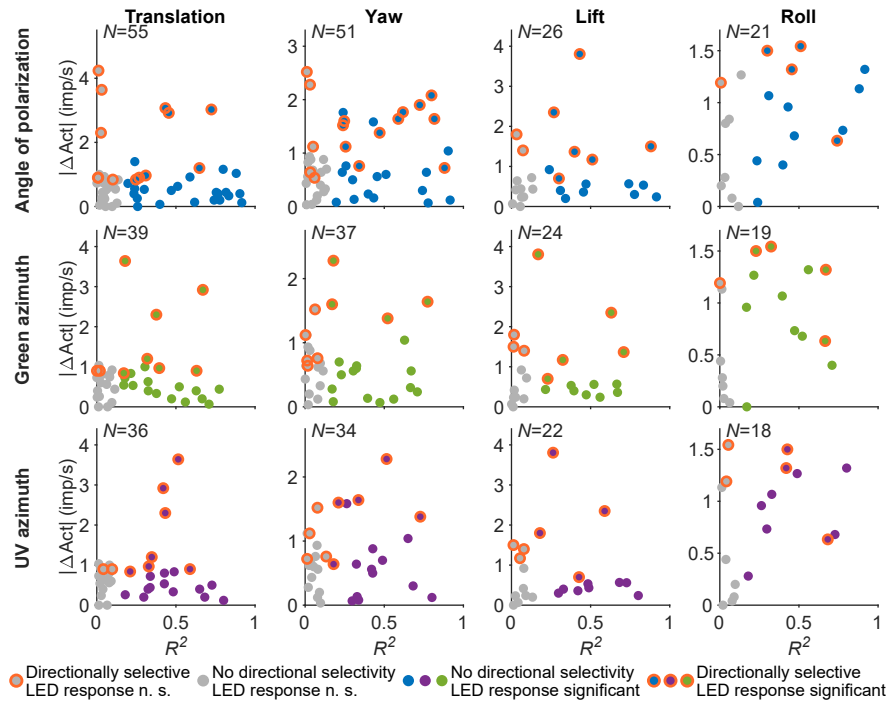 Translation Yaw Lift Roll
Angle of polarization
|ΔAct| (imp/s)
N=55
4
2
0
N=51
3
2
1
0
N=26
4
3
2
1
0
N=21
1.5
1
0.5
0
Green azimuth
|ΔAct| (imp/s)
N=39
4
3
2
1
0
N=37
2
1
0
N=24
4
3
2
1
0
N=19
1.5
1
0.5
0
UV azimuth
|ΔAct| (imp/s)
N=36
4
3
2
1
0
N=34
2
1
0
N=22
4
3
2
1
0
N=18
1.5
1
0.5
0
0 0.5 1 0 0.5 1 0 0.5 1 0 0.5 1
R² R² R² R²
Directionally selective
LED response n. s.
No directional selectivity
LED response n. s.
No directional selectivity
LED response significant
Directionally selective
LED response significant